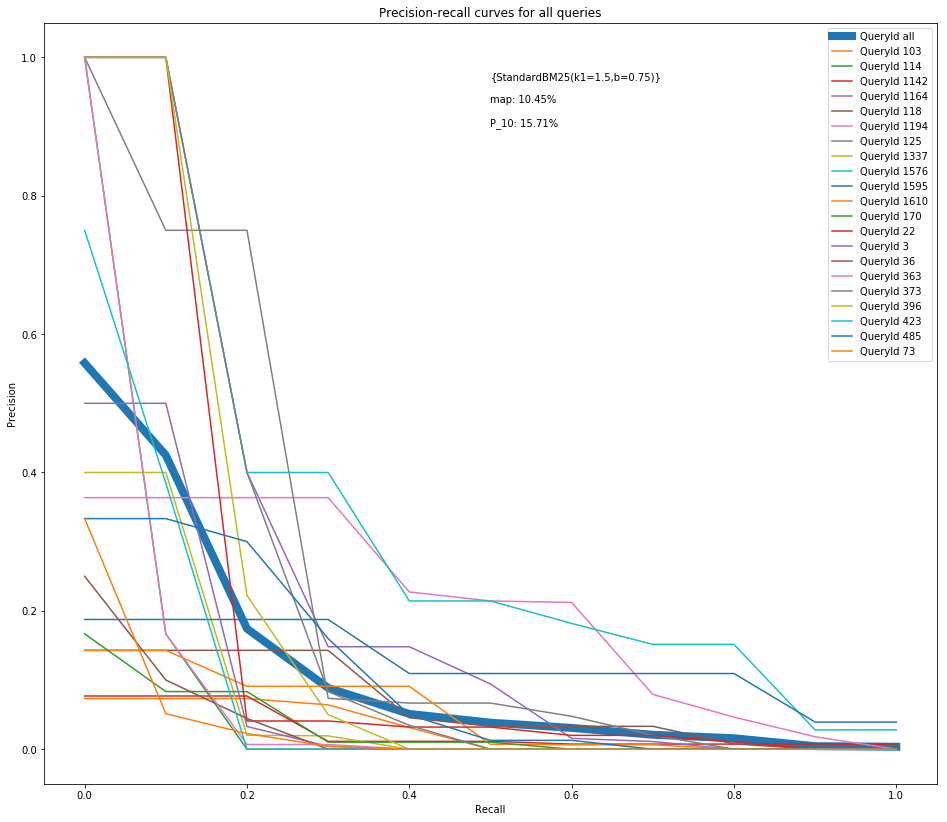 Precision-recall curves for all queries
{StandardBM25(k1=1.5,b=0.75)}
map: 10.45%
P_10: 15.71%
QueryId all
QueryId 103
QueryId 114
QueryId 1142
QueryId 1164
QueryId 118
QueryId 1194
QueryId 125
QueryId 1337
QueryId 1576
QueryId 1595
QueryId 1610
QueryId 170
QueryId 22
QueryId 3
QueryId 36
QueryId 363
QueryId 373
QueryId 396
QueryId 423
QueryId 485
QueryId 73
Precision
1.0
0.8
0.6
0.4
0.2
0.0
0.0 0.2 0.4 0.6 0.8 1.0
Recall